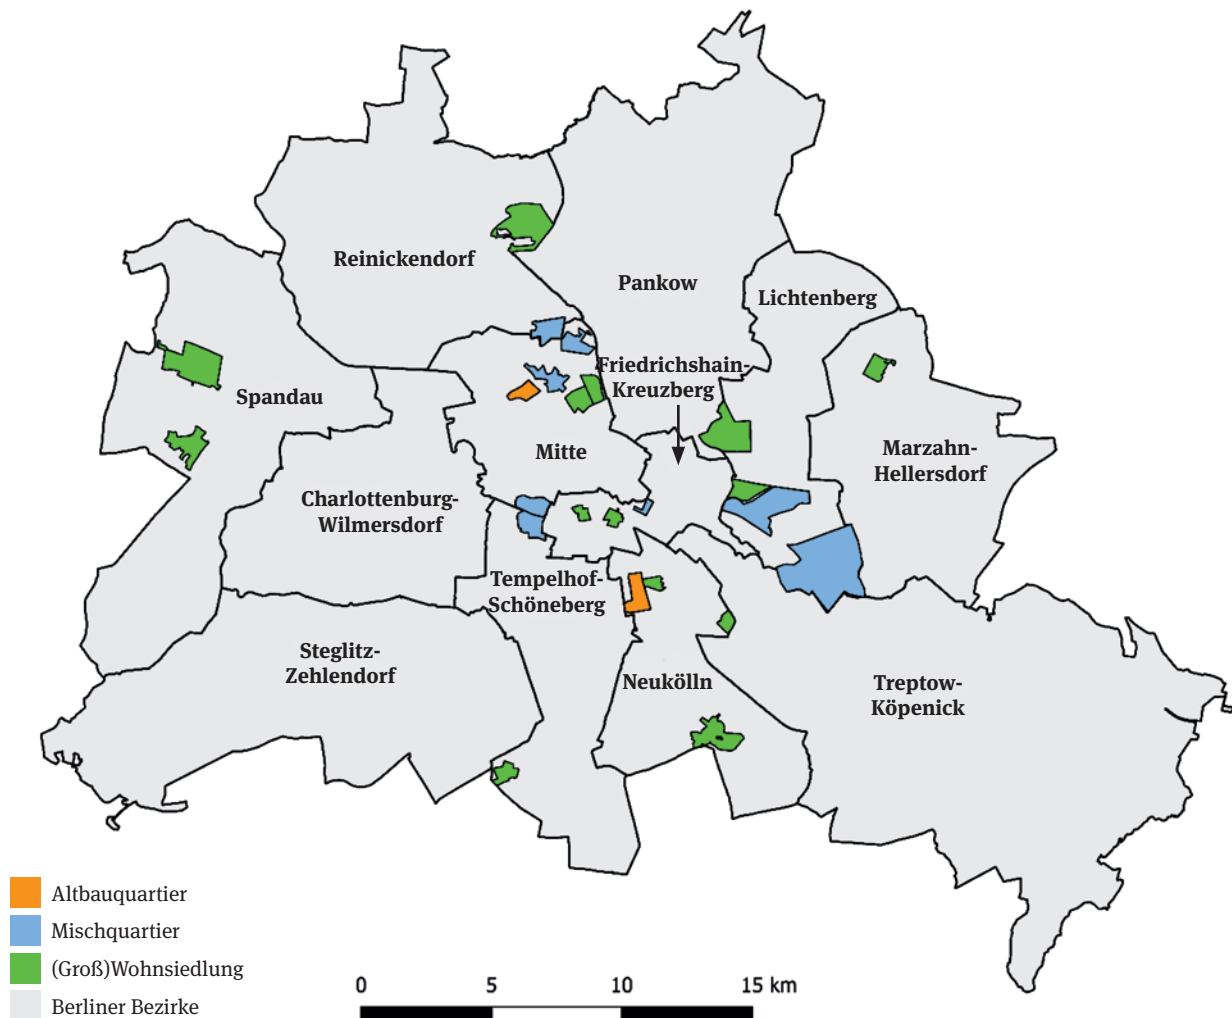 Reinickendorf
Pankow
Lichtenberg
Friedrichshain-
Kreuzberg
Spandau
Mitte
Marzahn-
Hellersdorf
Charlottenburg-
Wilmersdorf
Tempelhof-
Schöneberg
Steglitz-
Zehlendorf
Neukölln
Treptow-
Köpenick
Altbauquartier
Mischquartier
(Groß)Wohnsiedlung
Berliner Bezirke
0 5 10 15 km